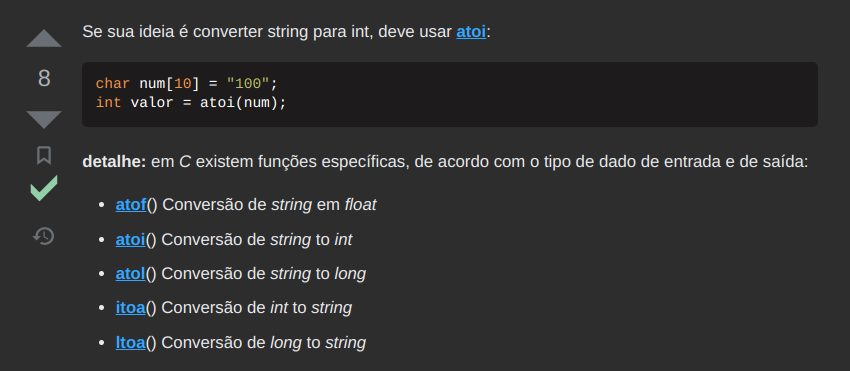 Se sua ideia é converter string para int, deve usar atoi:
8
char num[10] = "100";
int valor = atoi(num);
detalhe: em C existem funções específicas, de acordo com o tipo de dado de entrada e de saída:
• atof() Conversão de string em float
• atoi() Conversão de string to int
• atol() Conversão de string to long
• itoa() Conversão de int to string
• ltoa() Conversão de long to string